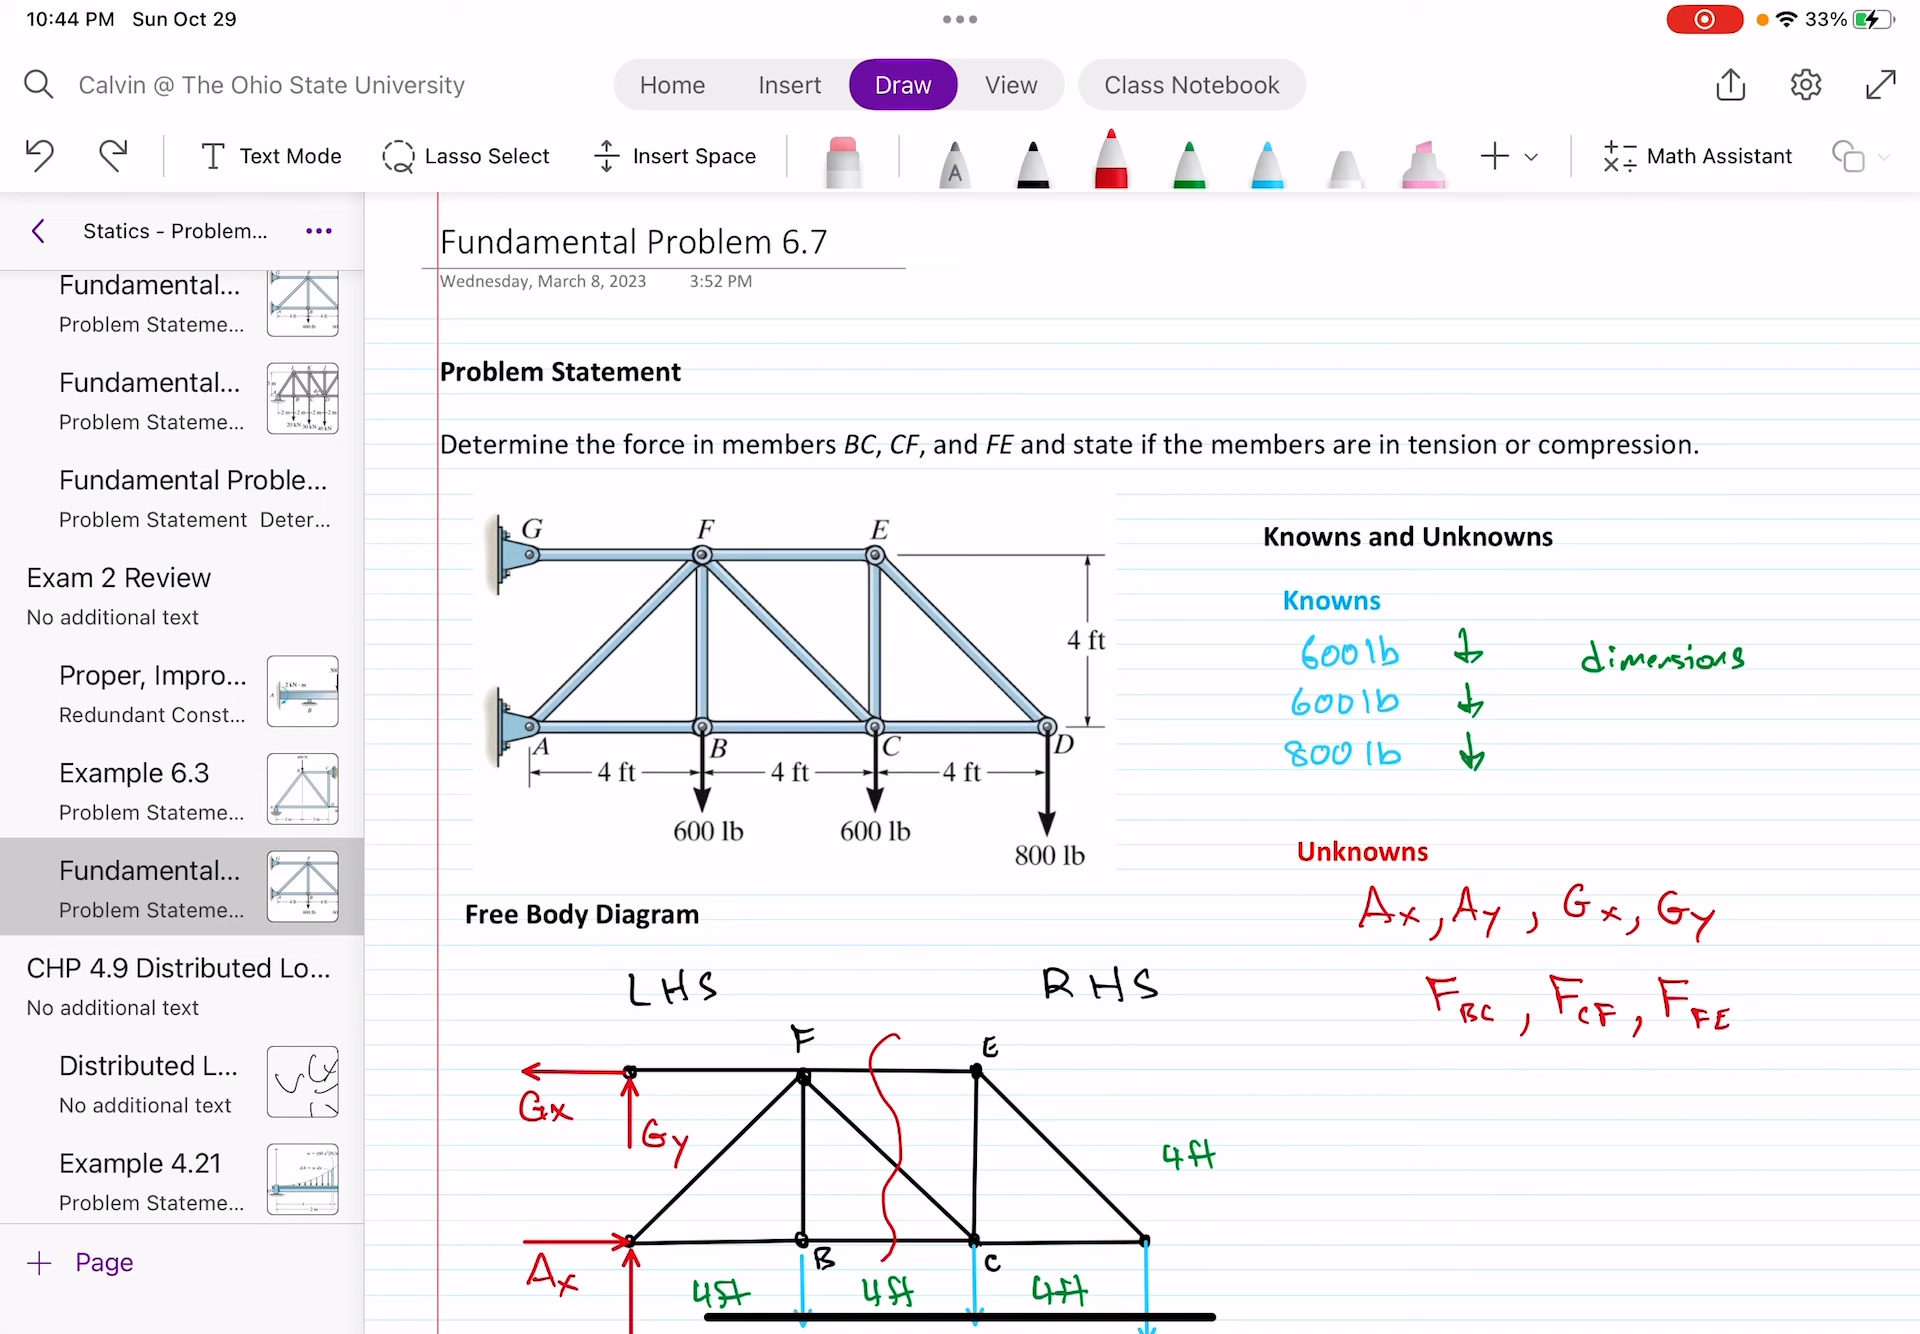 10:44 PM Sun Oct 29
33%
Calvin @ The Ohio State University
Home Insert Draw View Class Notebook
Text Mode Lasso Select Insert Space A Math Assistant
Statics - Problem...
Fundamental...
Problem Stateme...
Fundamental...
Problem Stateme...
Fundamental Proble...
Problem Statement Deter...
Exam 2 Review
No additional text
Proper, Impro...
Redundant Const...
Example 6.3
Problem Stateme...
Fundamental...
Problem Stateme...
CHP 4.9 Distributed Lo...
No additional text
Distributed L...
No additional text
Example 4.21
Problem Stateme...
Page
Fundamental Problem 6.7
Wednesday, March 8, 2023 3:52 PM
Problem Statement
Determine the force in members BC, CF, and FE and state if the members are in tension or compression.
G F E
4 ft
A B C D
4 ft 4 ft 4 ft
600 lb 600 lb
800 lb
Knowns and Unknowns
Knowns
600 lb ↓ dimensions
600 lb ↓
800 lb ↓
Unknowns
Ax, Ay, Gx, Gy
FBC, FCF, FFE
Free Body Diagram
LHS RHS
F E
Gx Gy 4ft
Ax B C
4ft 4ft 4ft